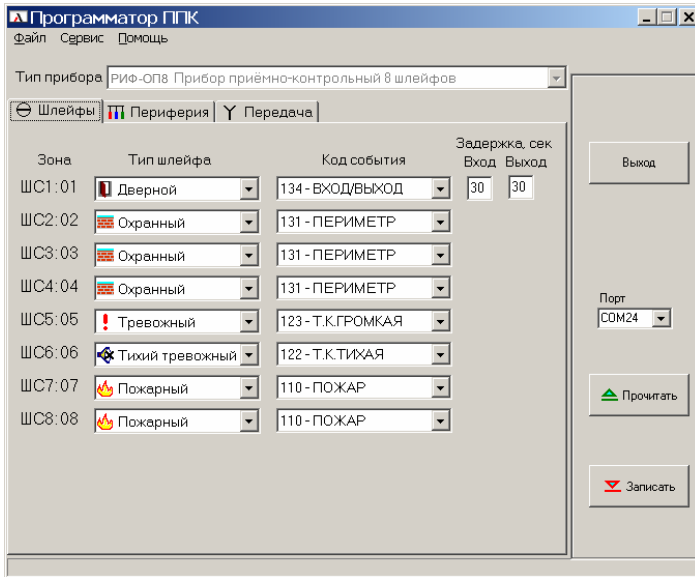 Программатор ППК
Файл Сервис Помощь
Тип прибора РИФ-ОП8 Прибор приёмно-контрольный 8 шлейфов
Шлейфы Периферия Передача
Задержка, сек
Зона Тип шлейфа Код события Вход Выход
ШС1:01 Дверной 134 - ВХОД/ВЫХОД 30 30
ШС2:02 Охранный 131 - ПЕРИМЕТР
ШС3:03 Охранный 131 - ПЕРИМЕТР
ШС4:04 Охранный 131 - ПЕРИМЕТР
ШС5:05 Тревожный 123 - Т.К.ГРОМКАЯ
ШС6:06 Тихий тревожный 122 - Т.К.ТИХАЯ
ШС7:07 Пожарный 110 - ПОЖАР
ШС8:08 Пожарный 110 - ПОЖАР
Выход
Порт
COM24
Прочитать
Записать